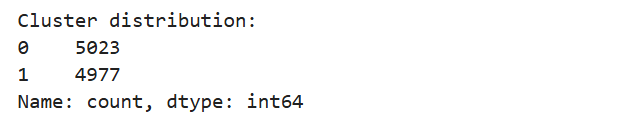 Cluster distribution:
0    5023
1    4977
Name: count, dtype: int64